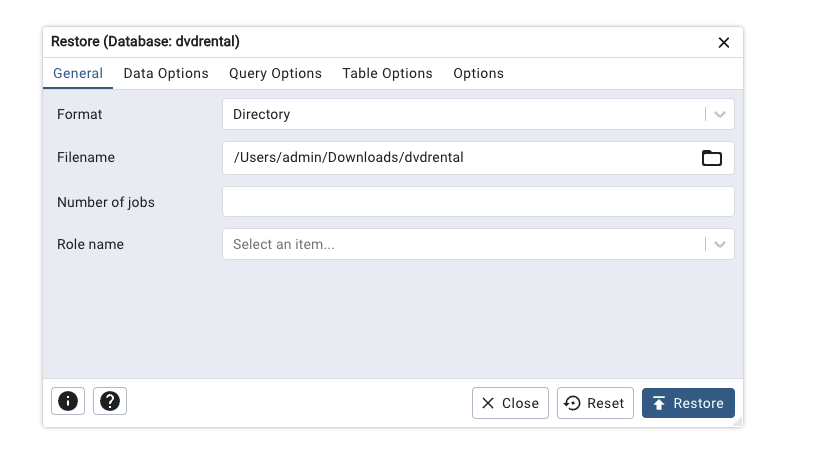 Restore (Database: dvdrental)
General Data Options Query Options Table Options Options
Format Directory
Filename /Users/admin/Downloads/dvdrental
Number of jobs
Role name Select an item...
Close Reset Restore